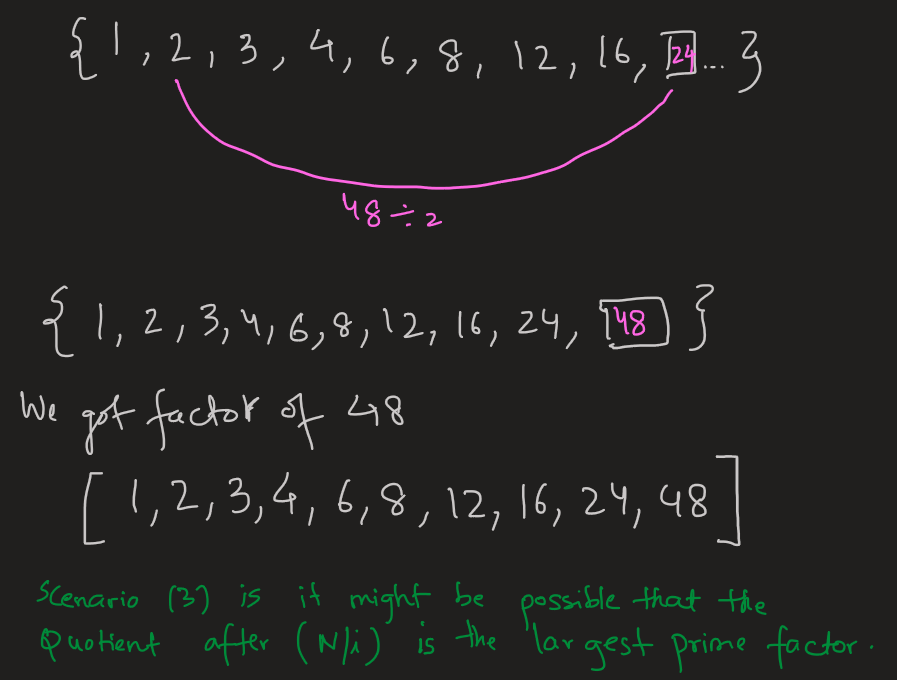 { 1, 2, 3, 4, 6, 8, 12, 16, 24... }
48 ÷ 2
{ 1, 2, 3, 4, 6, 8, 12, 16, 24, 48 }
We got factor of 48
[ 1, 2, 3, 4, 6, 8, 12, 16, 24, 48 ]
Scenario (3) is it might be possible that the
Quotient after (N/i) is the largest prime factor.